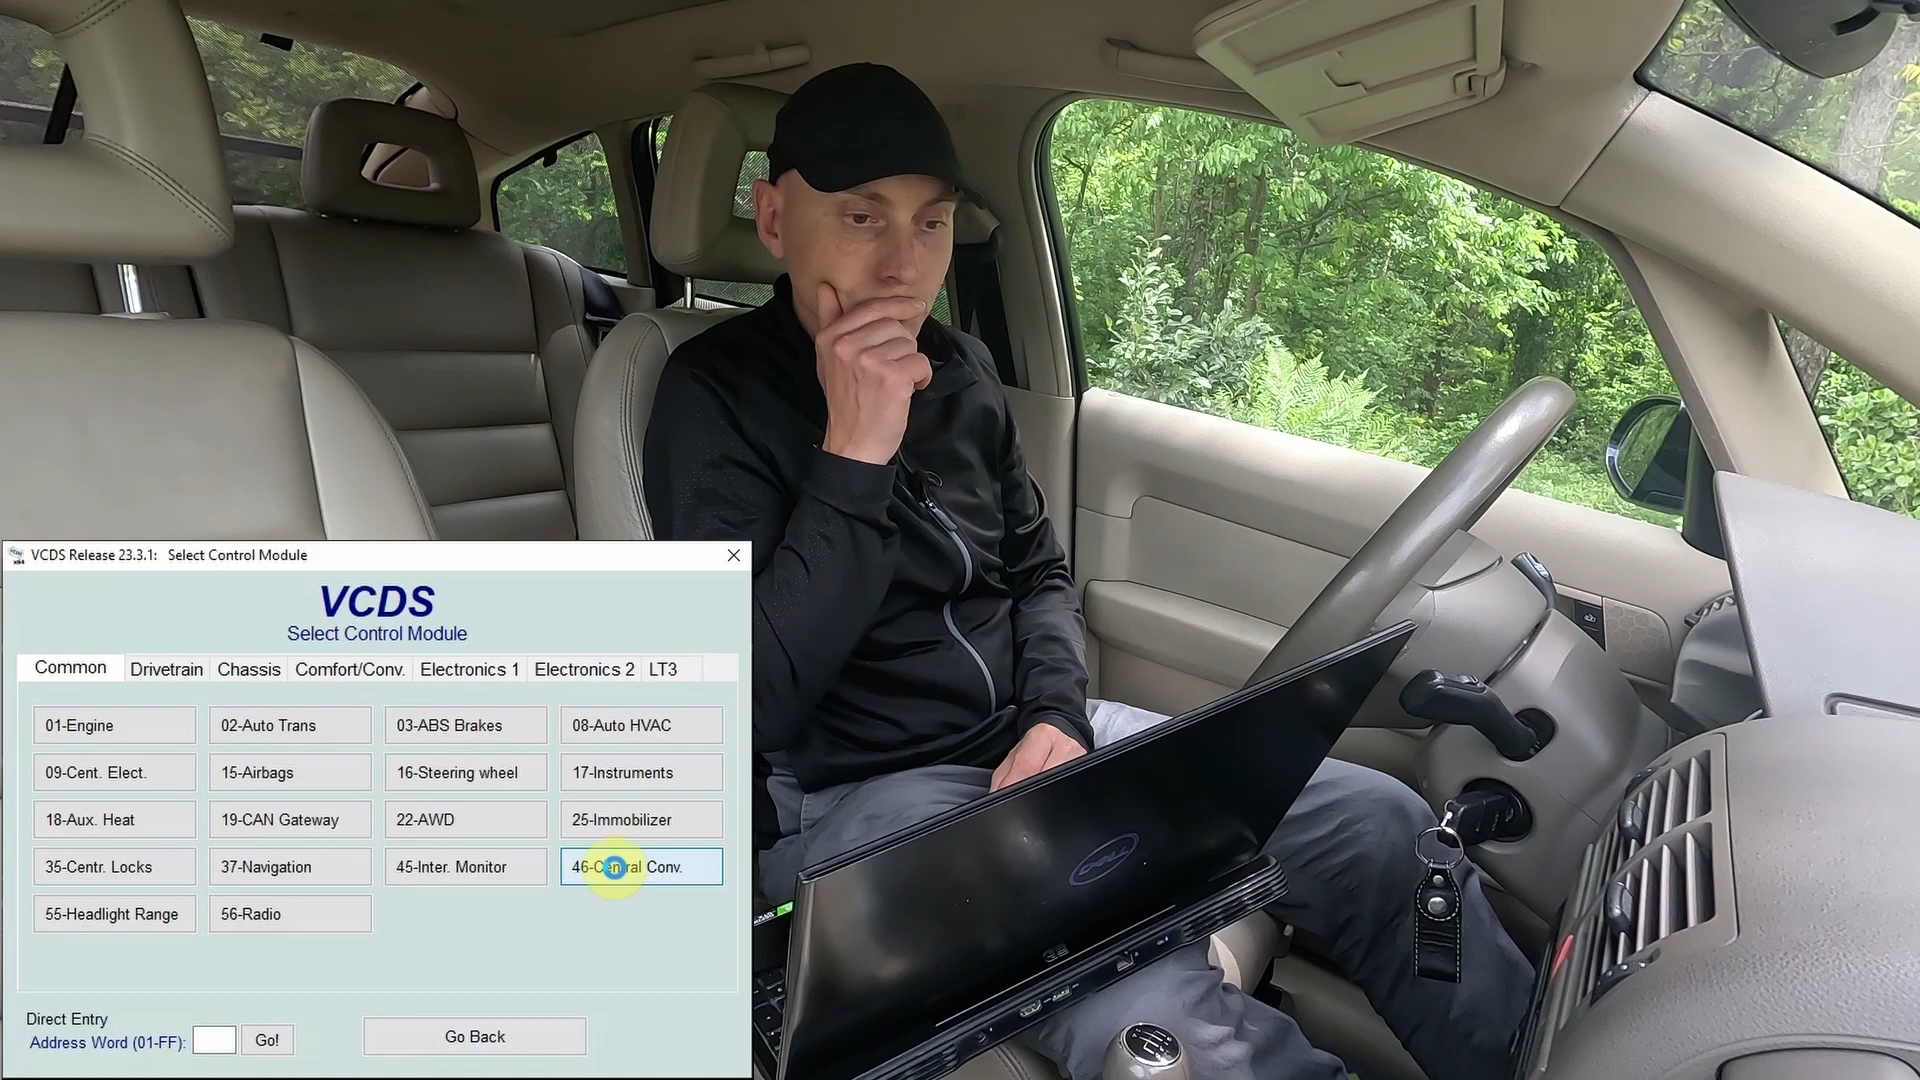 VCDS Release 23.3.1: Select Control Module
VCDS
Select Control Module
Common Drivetrain Chassis Comfort/Conv. Electronics 1 Electronics 2 LT3
01-Engine 02-Auto Trans 03-ABS Brakes 08-Auto HVAC
09-Cent. Elect. 15-Airbags 16-Steering wheel 17-Instruments
18-Aux. Heat 19-CAN Gateway 22-AWD 25-Immobilizer
35-Centr. Locks 37-Navigation 45-Inter. Monitor 46-Central Conv.
55-Headlight Range 56-Radio
Direct Entry
Address Word (01-FF): Go! Go Back
DELL